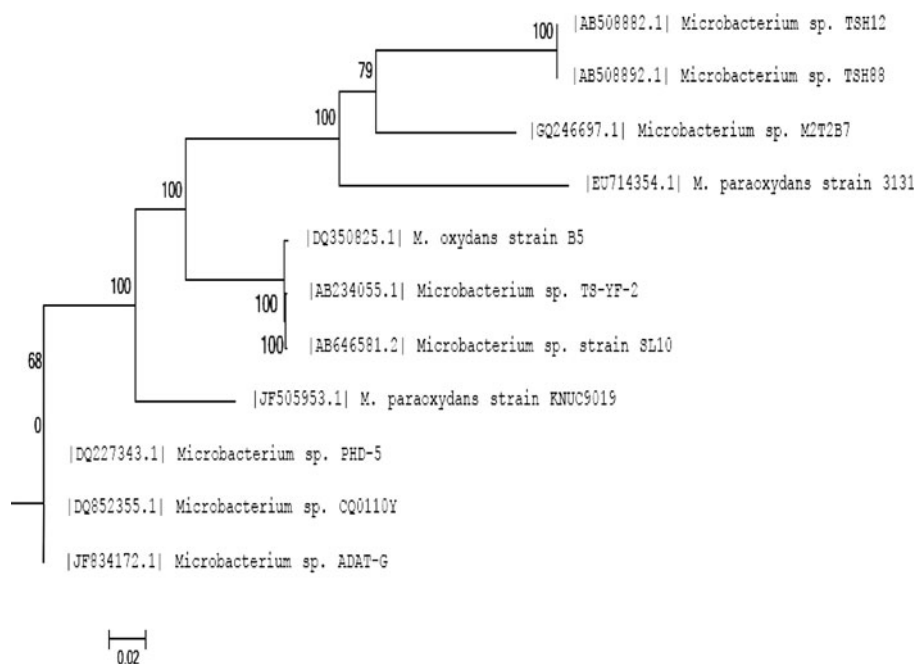 100
|AB508882.1| Microbacterium sp. TSH12
79
|AB508892.1| Microbacterium sp. TSH88
100
|GQ246697.1| Microbacterium sp. M2T2B7
100
|EU714354.1| M. paraoxydans strain 3131
|DQ350825.1| M. oxydans strain B5
100
|AB234055.1| Microbacterium sp. TS-YF-2
100
100
|AB646581.2| Microbacterium sp. strain SL10
68
|JF505953.1| M. paraoxydans strain KNUC9019
0
|DQ227343.1| Microbacterium sp. PHD-5
|DQ852355.1| Microbacterium sp. CQ0110Y
|JF834172.1| Microbacterium sp. ADAT-G
0.02